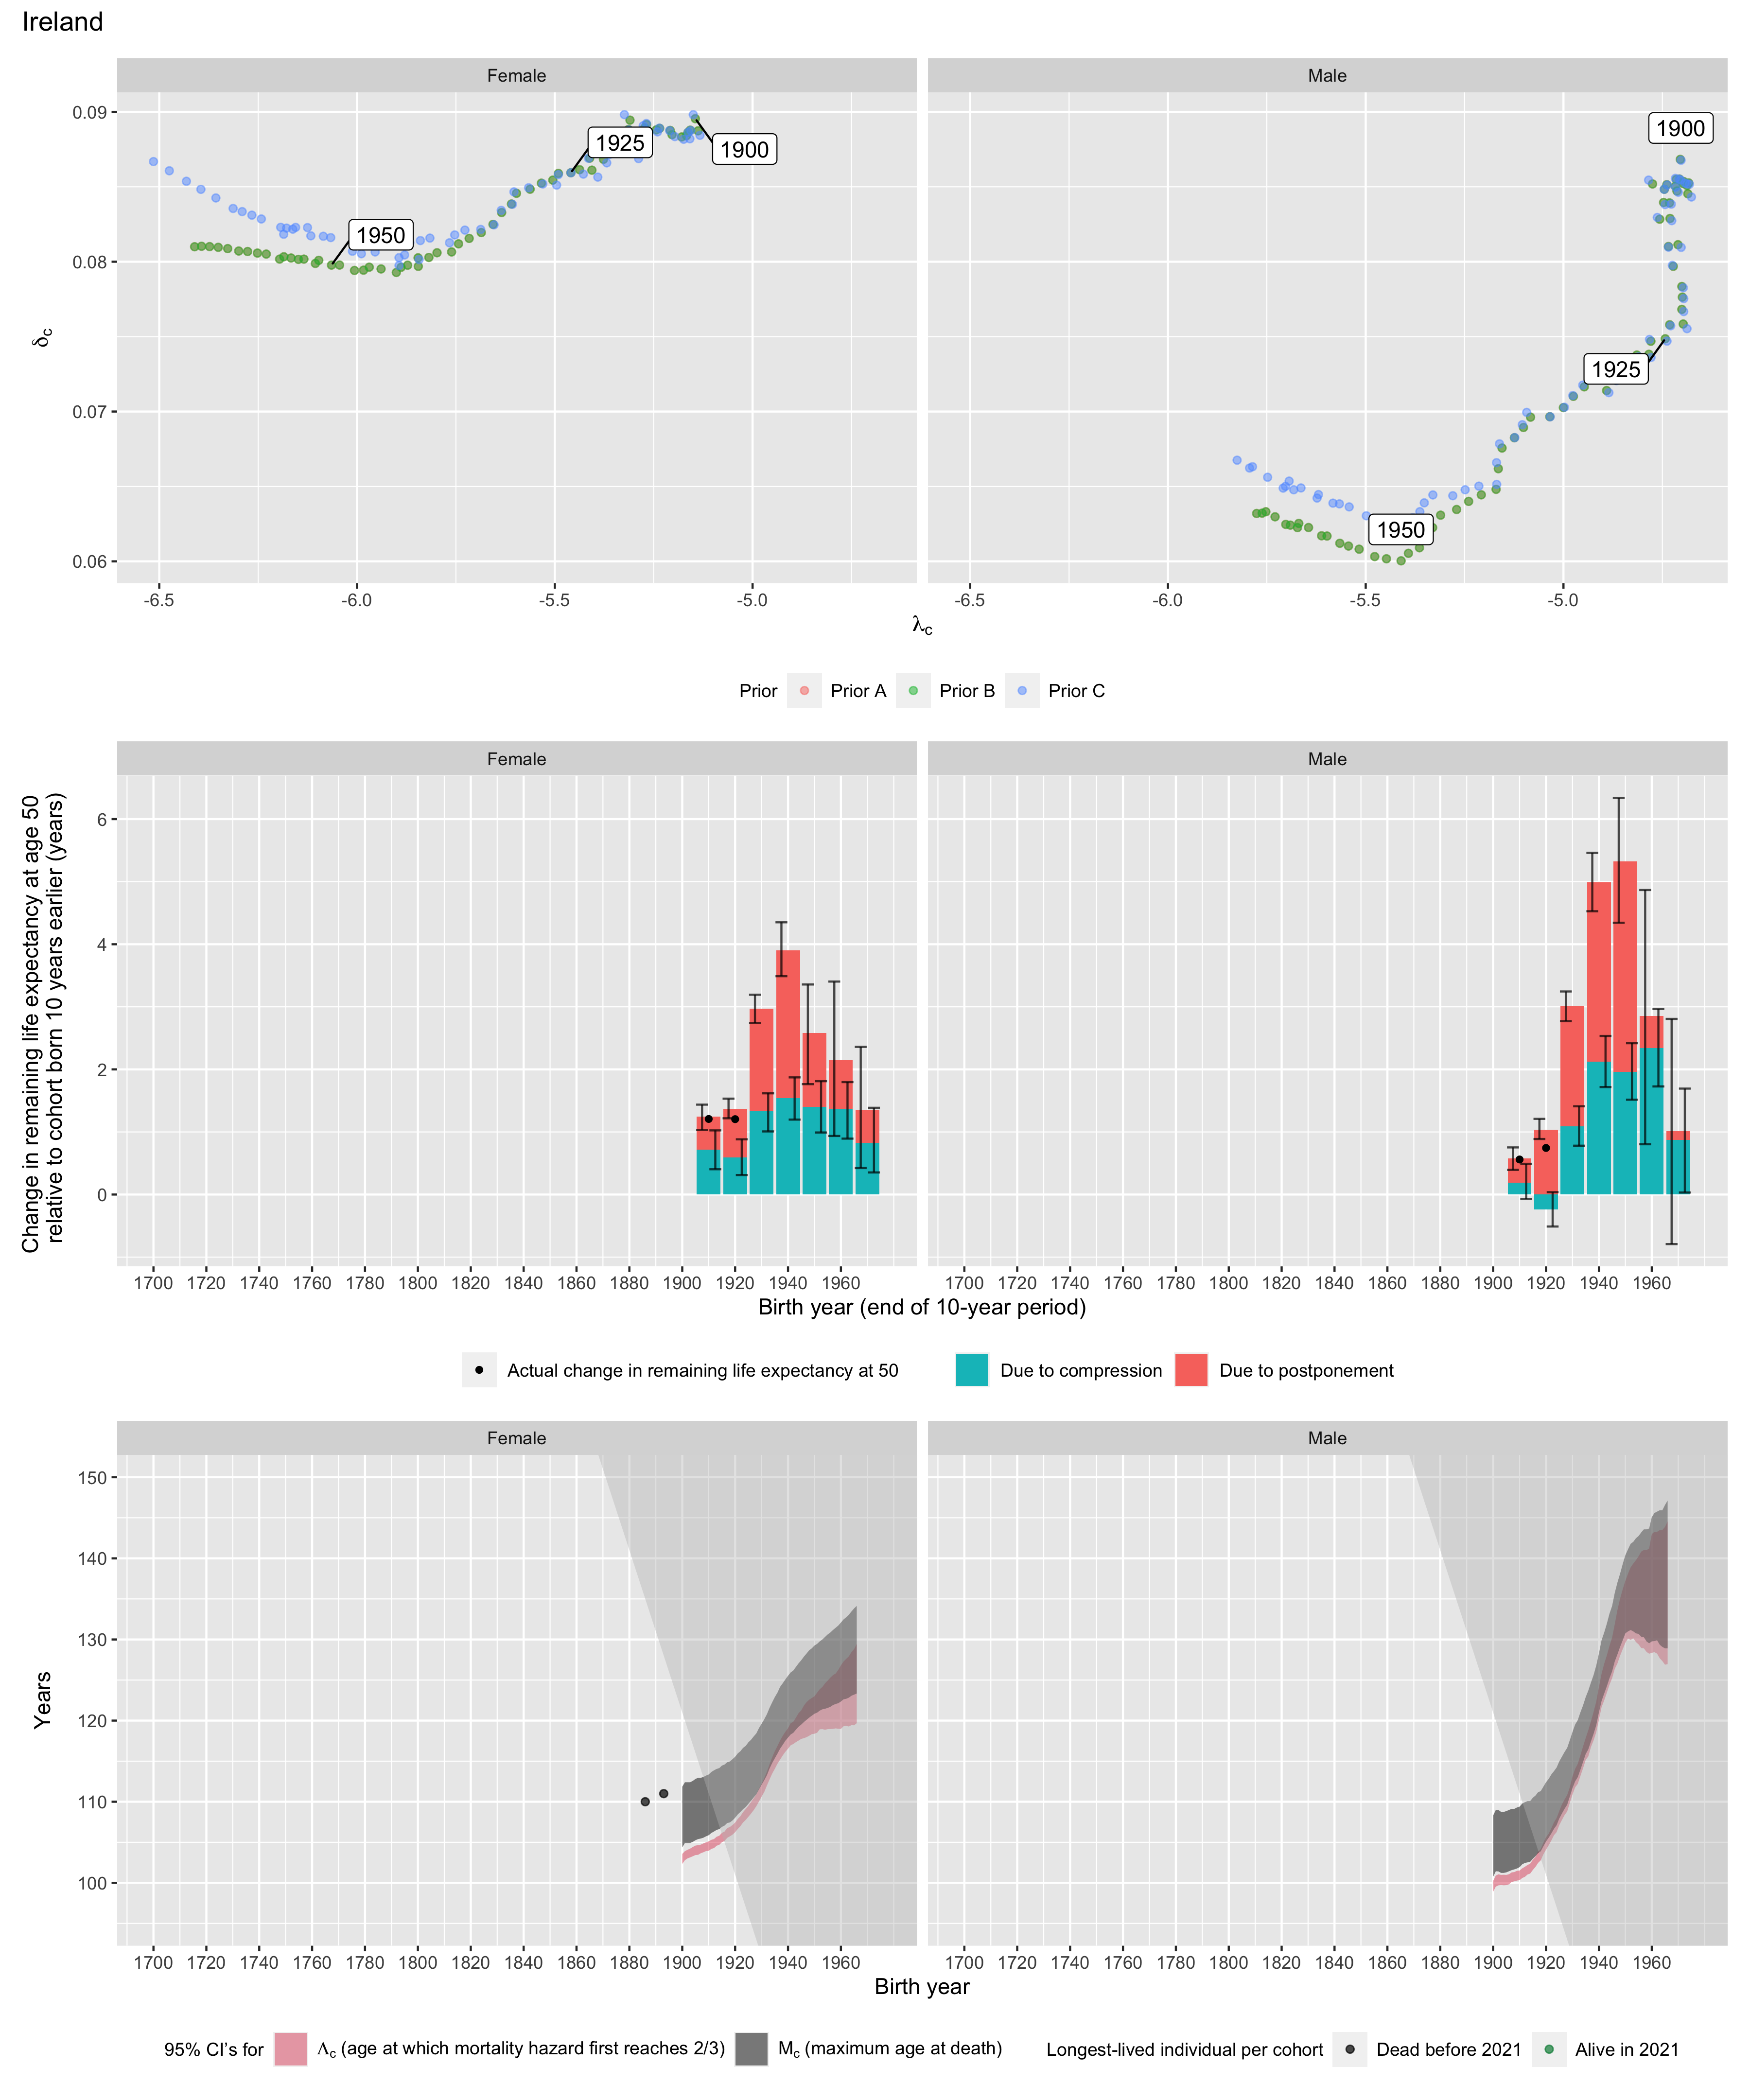 Ireland
Female Male
0.09
0.08
0.07
0.06
δc
1925
1900
1950
1900
1925
1950
-6.5 -6.0 -5.5 -5.0 -6.5 -6.0 -5.5 -5.0
λc
Prior Prior A Prior B Prior C
Female Male
Change in remaining life expectancy at age 50
relative to cohort born 10 years earlier (years)
6
4
2
0
1700 1720 1740 1760 1780 1800 1820 1840 1860 1880 1900 1920 1940 1960 1700 1720 1740 1760 1780 1800 1820 1840 1860 1880 1900 1920 1940 1960
Birth year (end of 10-year period)
Actual change in remaining life expectancy at 50 Due to compression Due to postponement
Female Male
Years
150
140
130
120
110
100
1700 1720 1740 1760 1780 1800 1820 1840 1860 1880 1900 1920 1940 1960 1700 1720 1740 1760 1780 1800 1820 1840 1860 1880 1900 1920 1940 1960
Birth year
95% CI's for Λc (age at which mortality hazard first reaches 2/3) Mc (maximum age at death) Longest-lived individual per cohort Dead before 2021 Alive in 2021